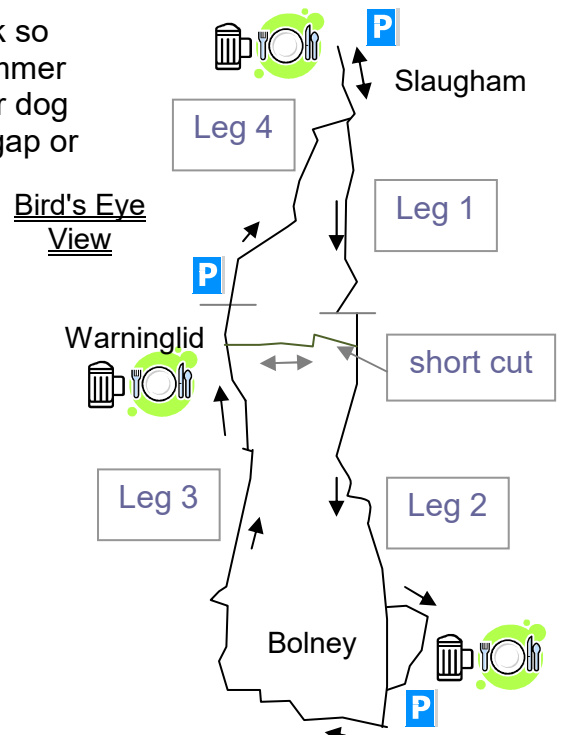 k so
mmer
r dog
gap or
Bird's Eye
View
P
Slaugham
Leg 4
Leg 1
P
Warninglid
short cut
Leg 3
Leg 2
Bolney
P